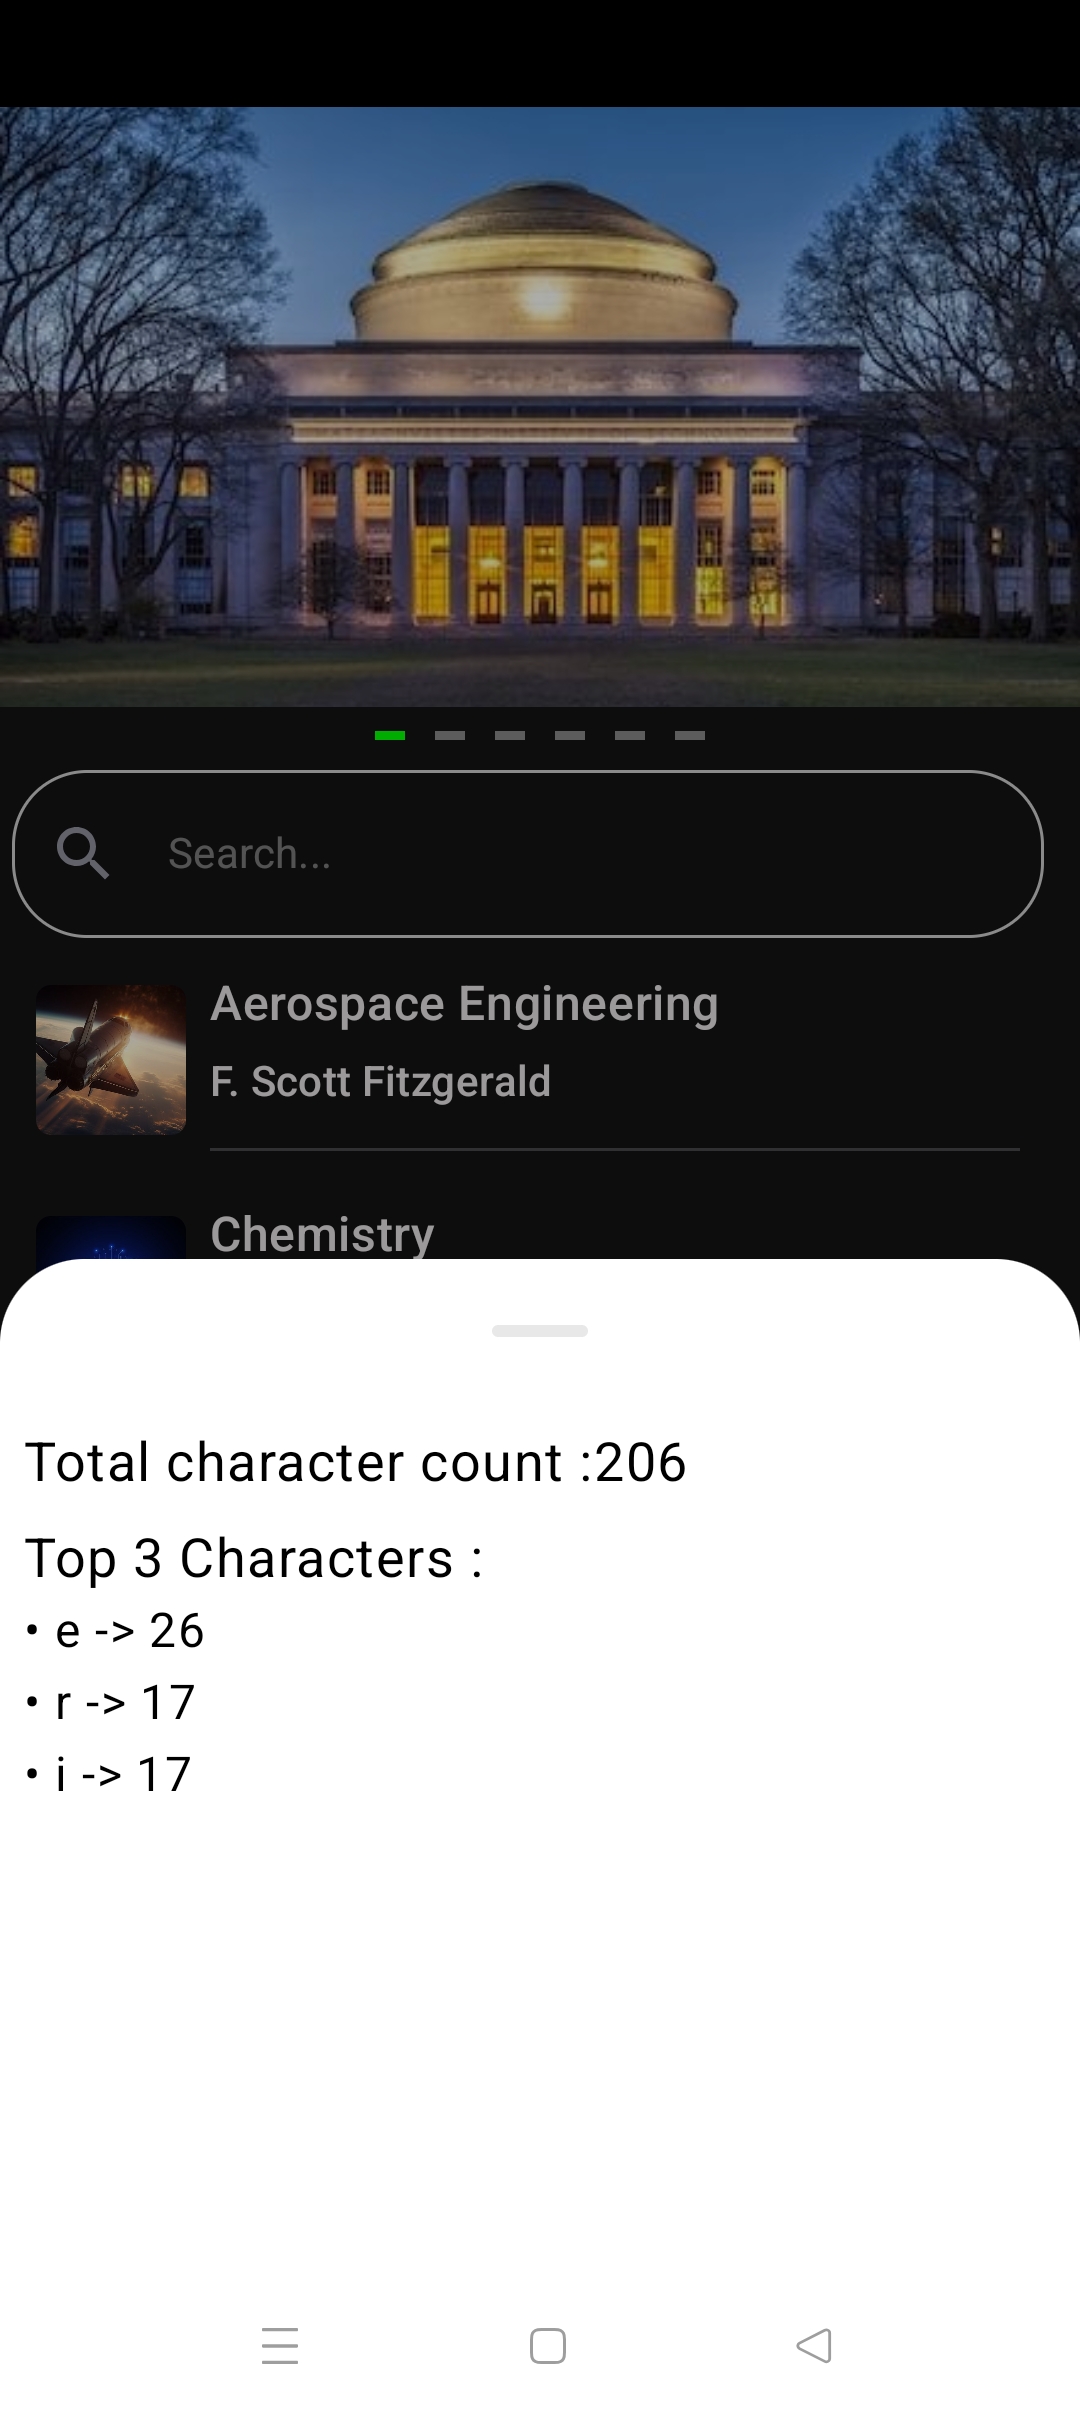 Search...
Aerospace Engineering
F. Scott Fitzgerald
Chemistry
Total character count :206
Top 3 Characters :
• e -> 26
• r -> 17
• i -> 17